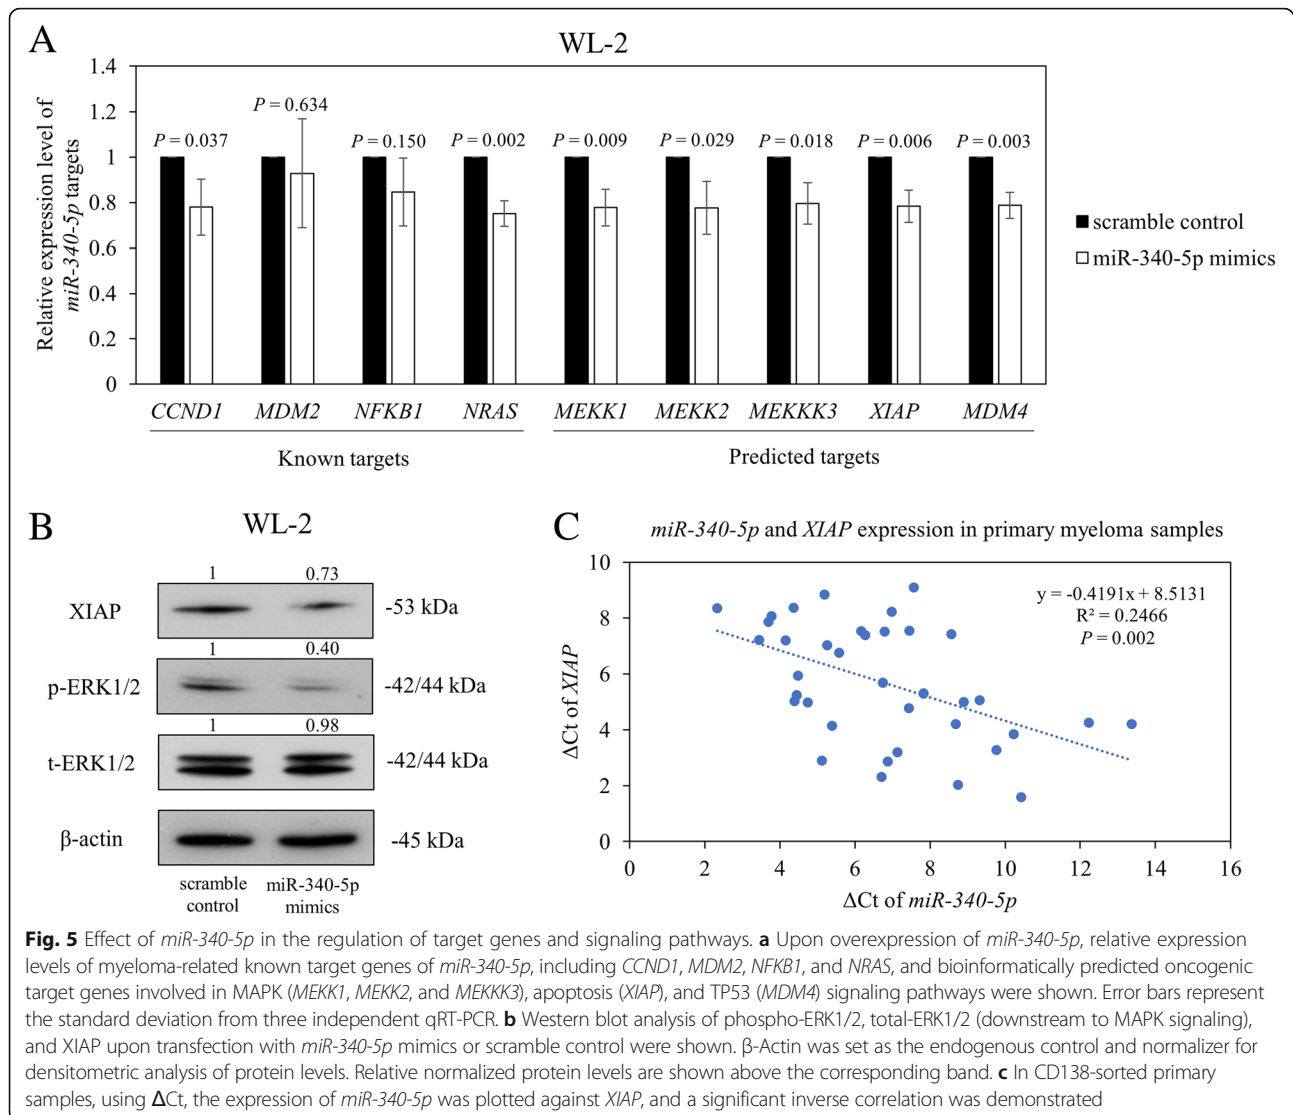 A
WL-2
Relative expression level of
miR-340-5p targets
1.4
1.2
1
0.8
0.6
0.4
0.2
0
P = 0.037
P = 0.634
P = 0.150
P = 0.002
P = 0.009
P = 0.029
P = 0.018
P = 0.006
P = 0.003
scramble control
miR-340-5p mimics
CCND1 MDM2 NFKB1 NRAS MEKK1 MEKK2 MEKKK3 XIAP MDM4
Known targets
Predicted targets
B
WL-2
1 0.73
XIAP -53 kDa
1 0.40
p-ERK1/2 -42/44 kDa
1 0.98
t-ERK1/2 -42/44 kDa
β-actin -45 kDa
scramble
control
miR-340-5p
mimics
C
miR-340-5p and XIAP expression in primary myeloma samples
y = -0.4191x + 8.5131
R² = 0.2466
P = 0.002
ΔCt of XIAP
10
8
6
4
2
0
0 2 4 6 8 10 12 14 16
ΔCt of miR-340-5p
Fig. 5 Effect of miR-340-5p in the regulation of target genes and signaling pathways. a Upon overexpression of miR-340-5p, relative expression
levels of myeloma-related known target genes of miR-340-5p, including CCND1, MDM2, NFKB1, and NRAS, and bioinformatically predicted oncogenic
target genes involved in MAPK (MEKK1, MEKK2, and MEKKK3), apoptosis (XIAP), and TP53 (MDM4) signaling pathways were shown. Error bars represent
the standard deviation from three independent qRT-PCR. b Western blot analysis of phospho-ERK1/2, total-ERK1/2 (downstream to MAPK signaling),
and XIAP upon transfection with miR-340-5p mimics or scramble control were shown. β-Actin was set as the endogenous control and normalizer for
densitometric analysis of protein levels. Relative normalized protein levels are shown above the corresponding band. c In CD138-sorted primary
samples, using ΔCt, the expression of miR-340-5p was plotted against XIAP, and a significant inverse correlation was demonstrated